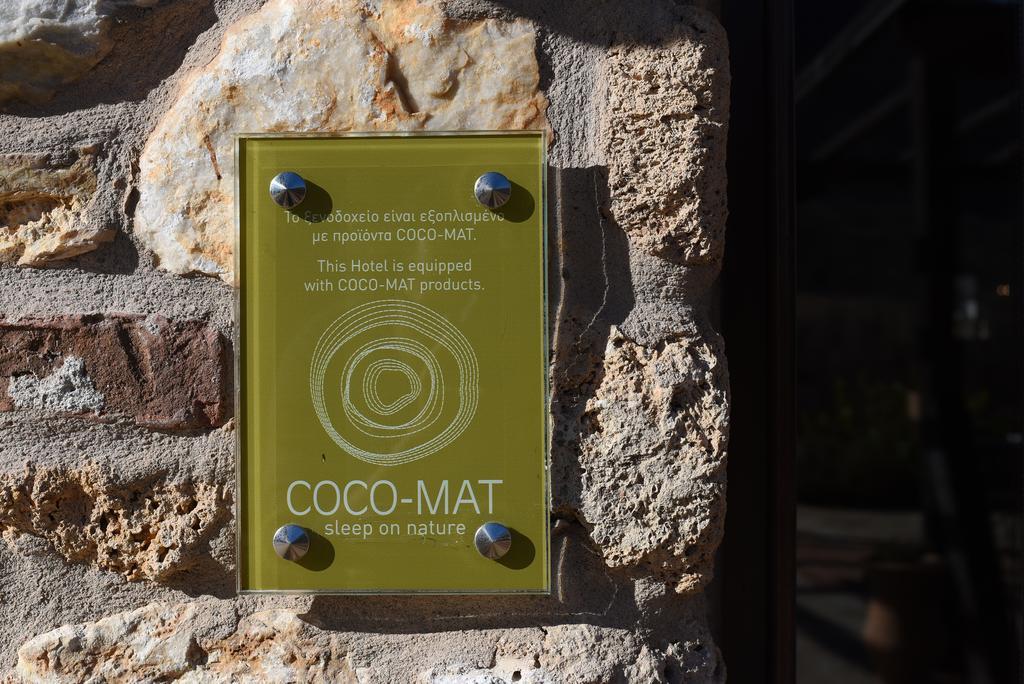 Το ξενοδοχείο είναι εξοπλισμένο
με προϊόντα COCO-MAT.
This Hotel is equipped
with COCO-MAT products.
COCO-MAT
sleep on nature